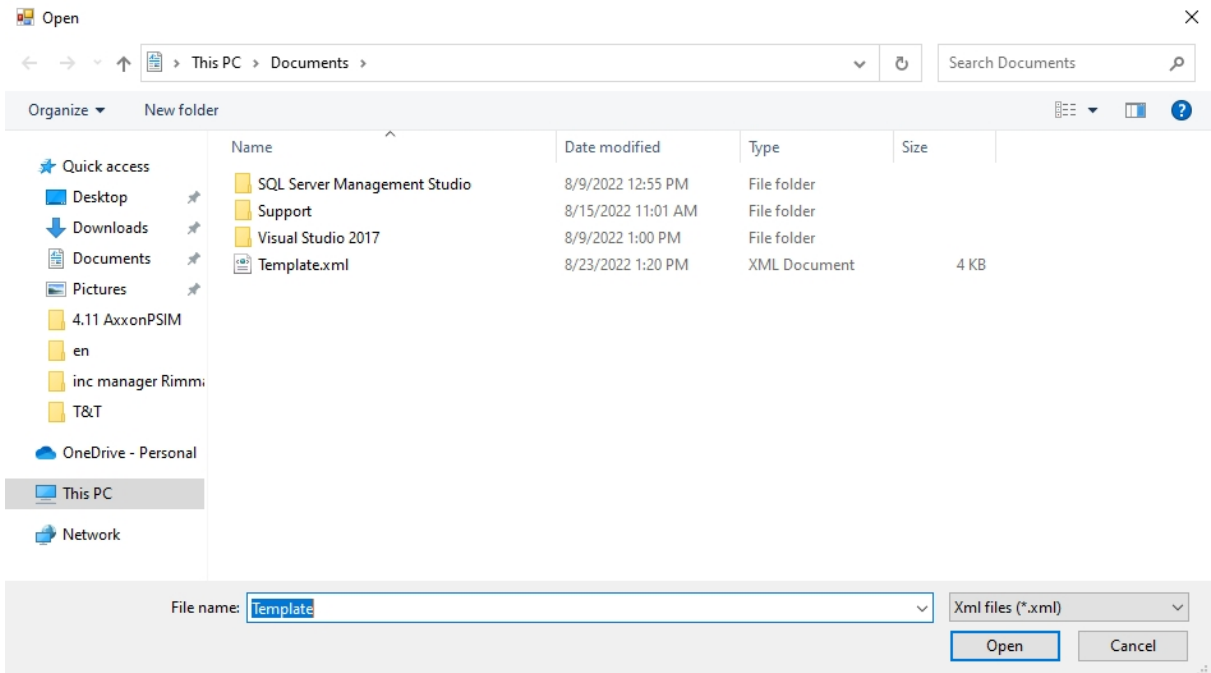 Open
This PC > Documents >
Search Documents
Organize
New folder
Name
Date modified
Type
Size
Quick access
Desktop
Downloads
Documents
Pictures
4.11 AxxonPSIM
en
inc manager Rimm
T&T
OneDrive - Personal
This PC
Network
SQL Server Management Studio 8/9/2022 12:55 PM File folder
Support 8/15/2022 11:01 AM File folder
Visual Studio 2017 8/9/2022 1:00 PM File folder
Template.xml 8/23/2022 1:20 PM XML Document 4 KB
File name: Template
Xml files (*.xml)
Open
Cancel